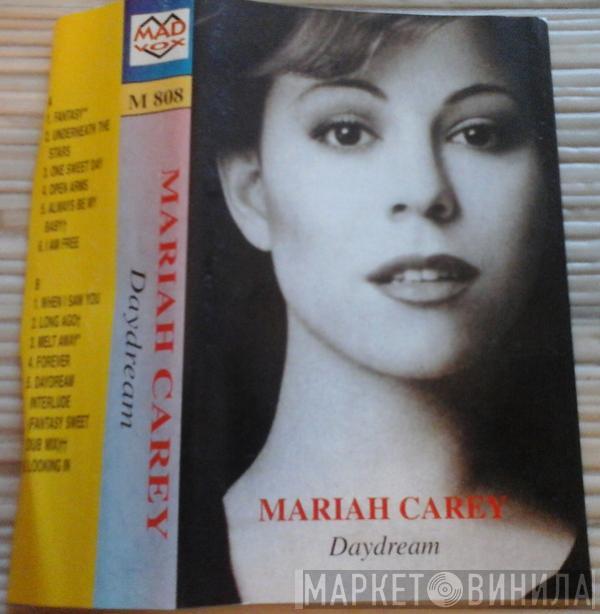 MAD
VOX
M 808
A
1. FANTASY**
2. UNDERNEATH THE
STARS
3. ONE SWEET DAY
4. OPEN ARMS
5. ALWAYS BE MY
BABY†
6. I AM FREE
B
1. WHEN I SAW YOU
2. LONG AGO†
3. MELT AWAY*
4. FOREVER
5. DAYDREAM
INTERLUDE
(FANTASY SWEET
DUB MIX)††
LOOKING IN
MARIAH CAREY
Daydream
MARIAH CAREY
Daydream
МАРКЕТ ВИНИЛА